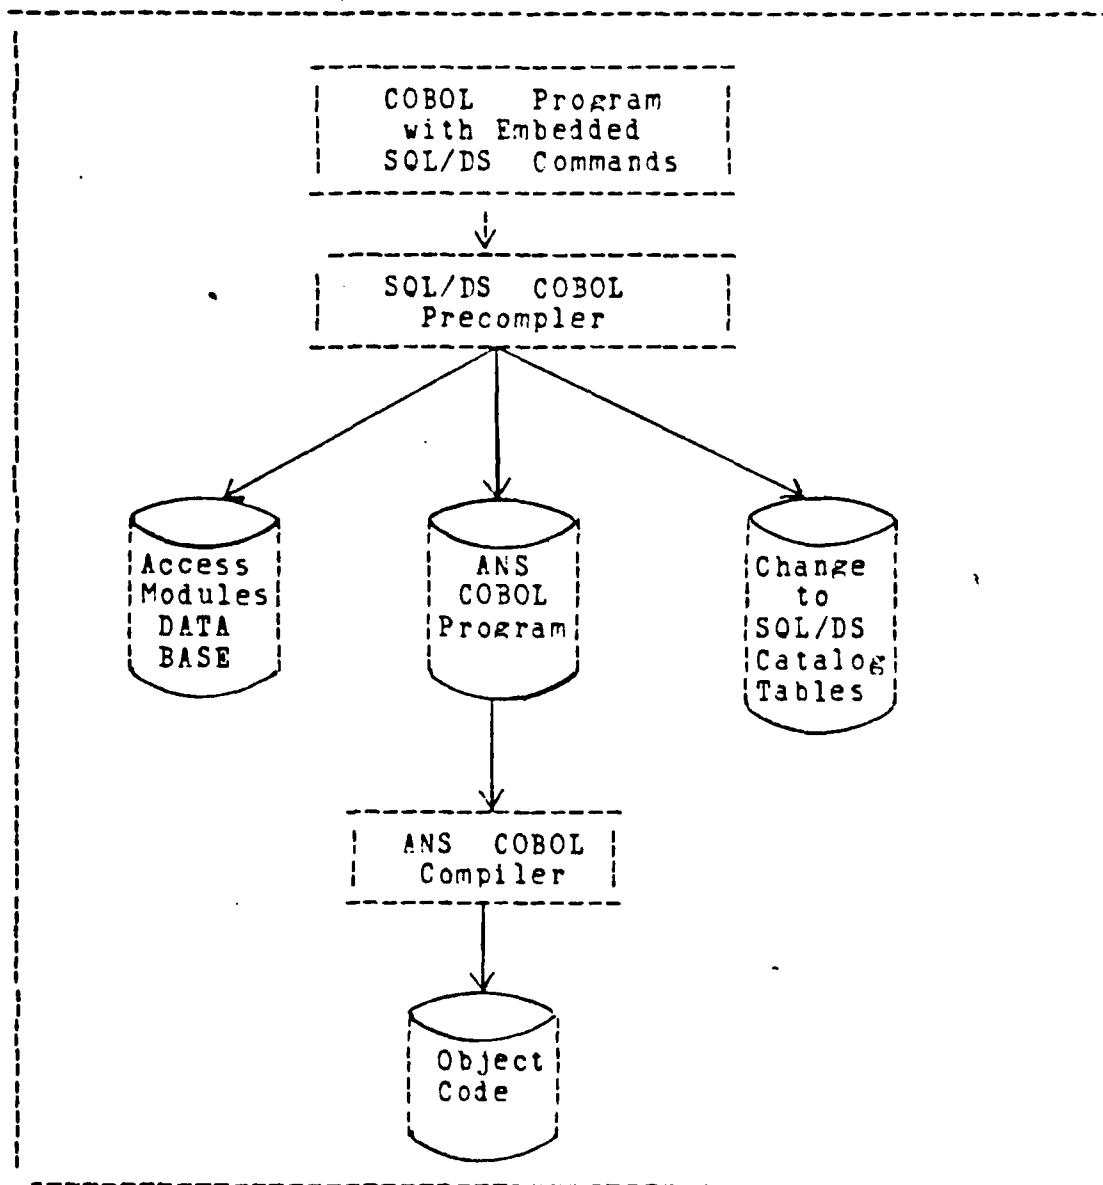 COBOL Program
with Embedded
SQL/DS Commands
SQL/DS COBOL
Precompler
Access
Modules
DATA
BASE
ANS
COBOL
Program
Change
to
SQL/DS
Catalog
Tables
ANS COBOL
Compiler
Object
Code